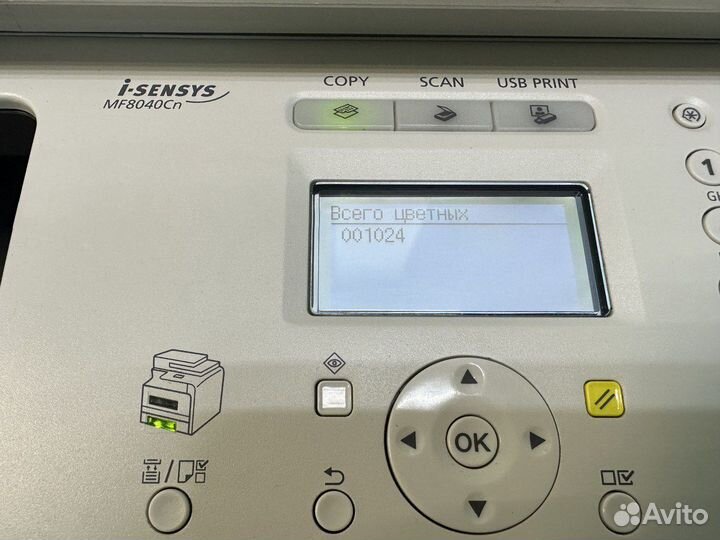 i-SENSYS
MF8040Cn
COPY SCAN USB PRINT
1
Всего цветных
001024
OK
Avito